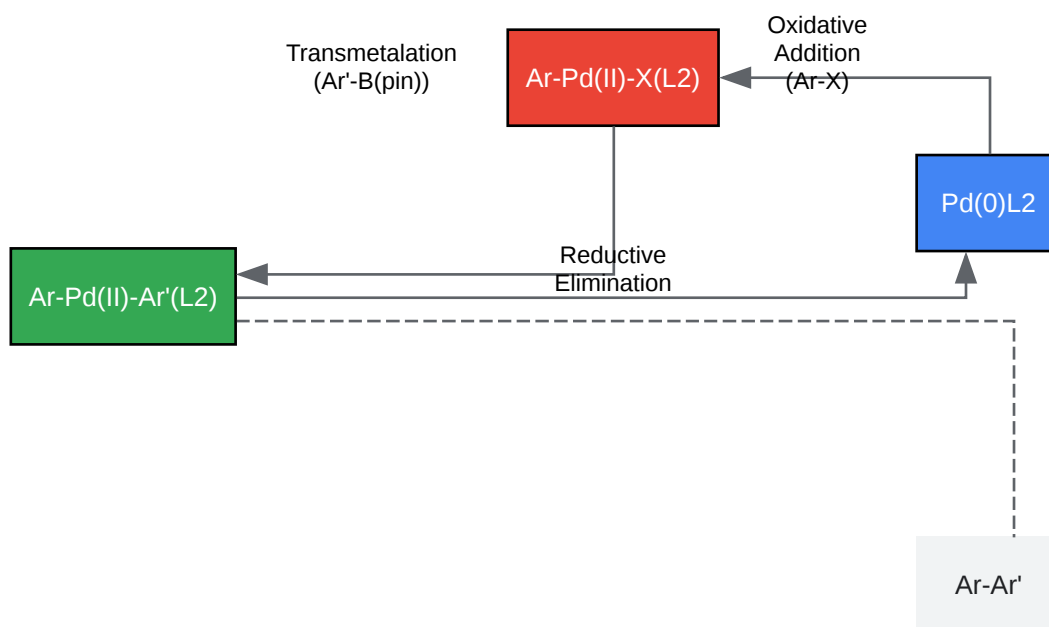 Oxidative
Addition
(Ar-X)
Transmetalation
(Ar'-B(pin))
Ar-Pd(II)-X(L2)
Pd(0)L2
Reductive
Elimination
Ar-Pd(II)-Ar'(L2)
Ar-Ar'